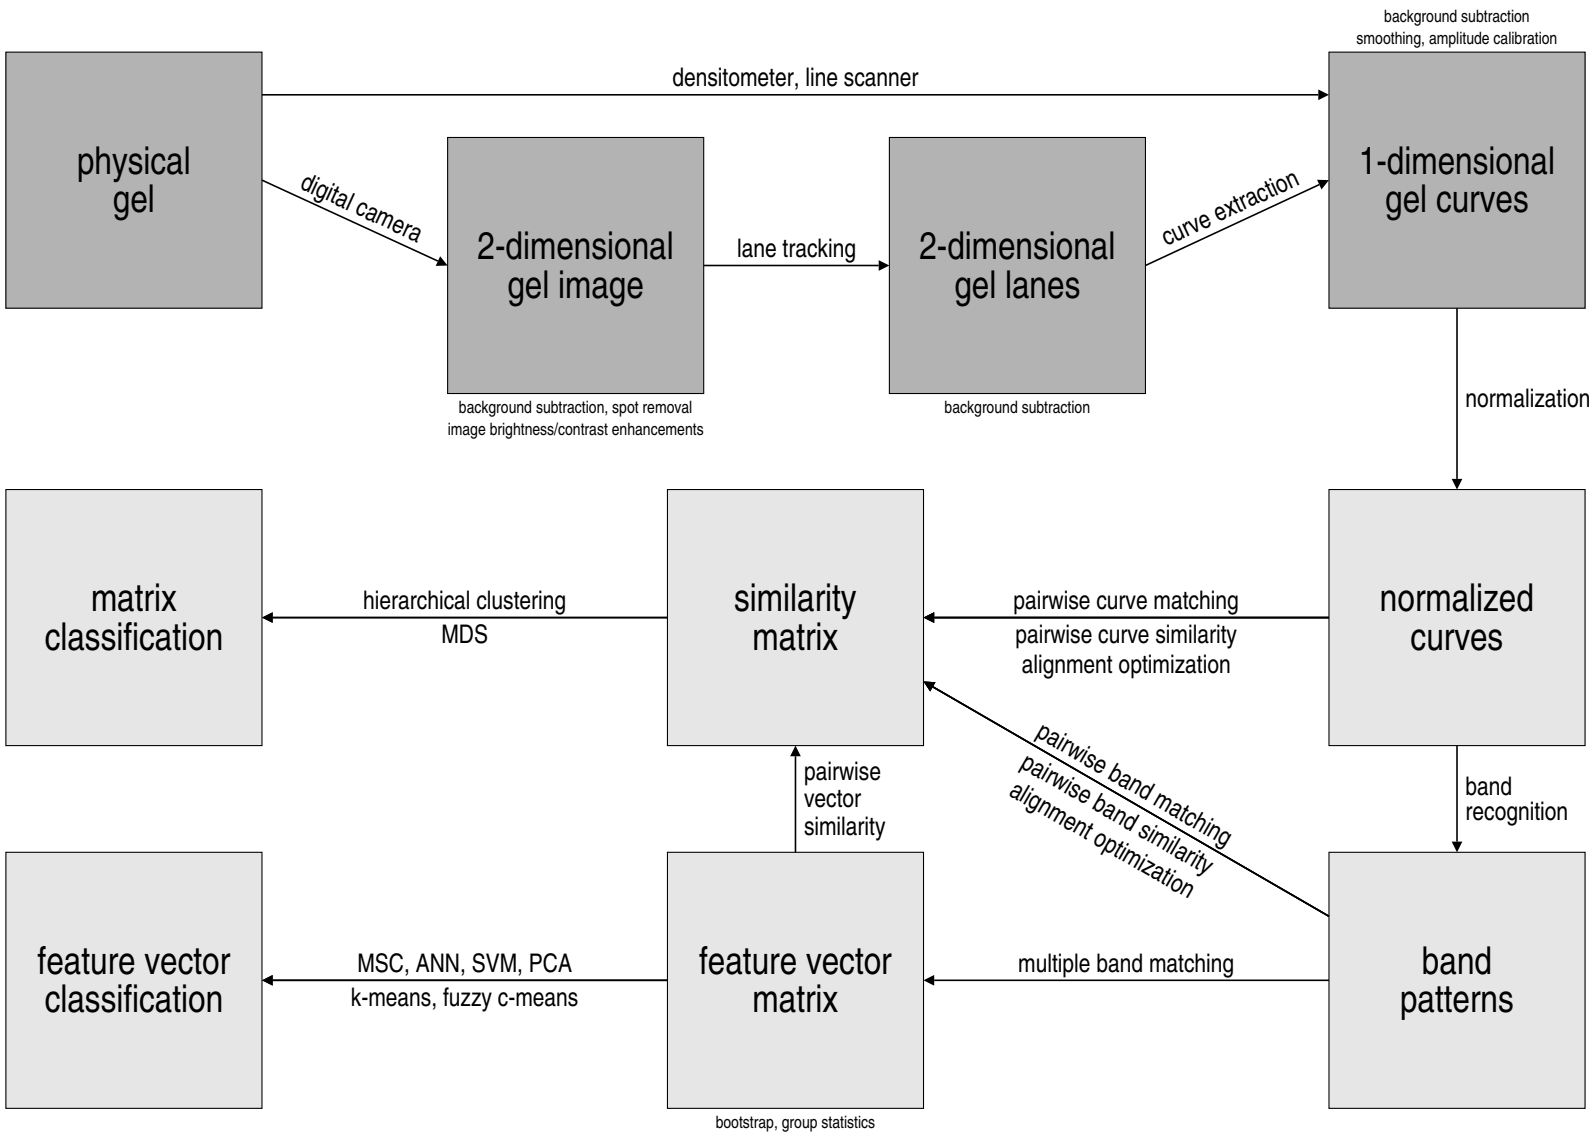 background subtraction
smoothing, amplitude calibration
densitometer, line scanner
physical
gel
digital camera
2-dimensional
gel image
lane tracking
2-dimensional
gel lanes
curve extraction
1-dimensional
gel curves
background subtraction, spot removal
image brightness/contrast enhancements
background subtraction
normalization
matrix
classification
hierarchical clustering
MDS
similarity
matrix
pairwise curve matching
pairwise curve similarity
alignment optimization
normalized
curves
pairwise
vector
similarity
pairwise band matching
pairwise band similarity
alignment optimization
band
recognition
feature vector
classification
MSC, ANN, SVM, PCA
k-means, fuzzy c-means
feature vector
matrix
multiple band matching
band
patterns
bootstrap, group statistics